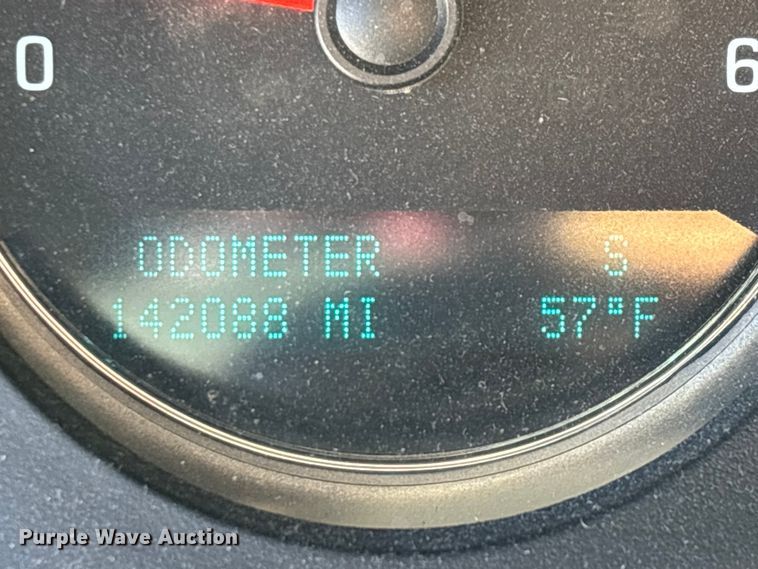 0
6
ODOMETER S
142088 MI 57°F
Purple Wave Auction